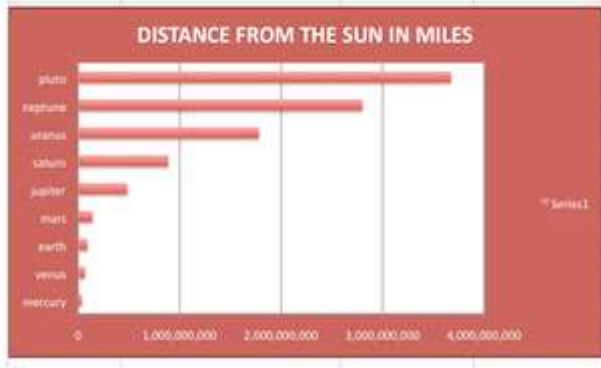 DISTANCE FROM THE SUN IN MILES
pluto
neptune
uranus
saturn
jupiter
mars
earth
venus
mercury
Series1
0 1,000,000,000 2,000,000,000 3,000,000,000 4,000,000,000